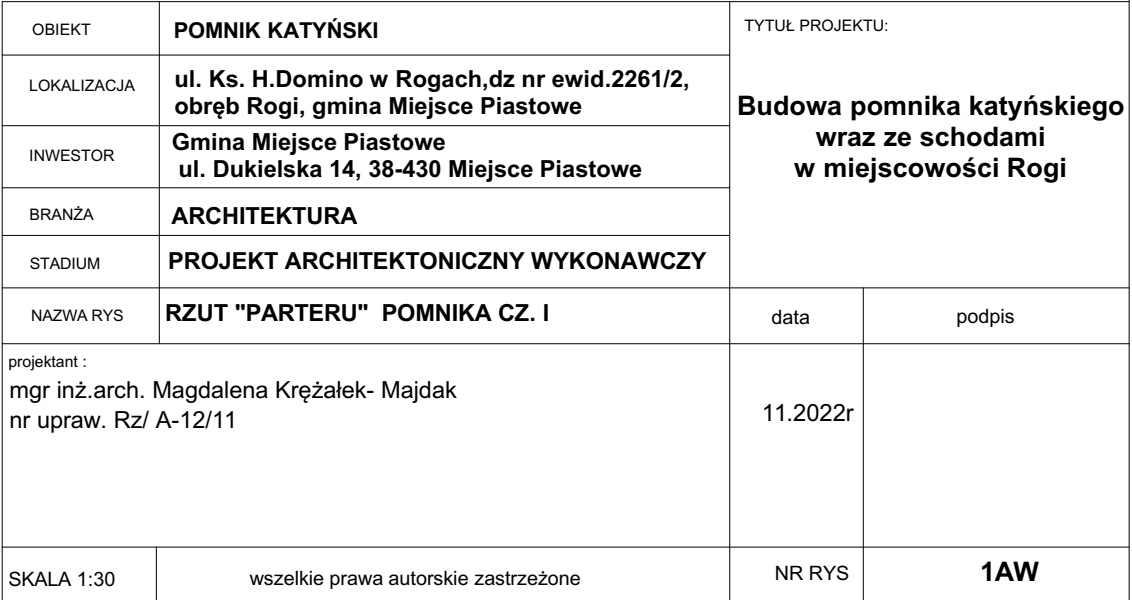 OBIEKT POMNIK KATYŃSKI
TYTUŁ PROJEKTU:
LOKALIZACJA ul. Ks. H.Domino w Rogach,dz nr ewid.2261/2,
obręb Rogi, gmina Miejsce Piastowe
Budowa pomnika katyńskiego
wraz ze schodami
w miejscowości Rogi
INWESTOR Gmina Miejsce Piastowe
ul. Dukielska 14, 38-430 Miejsce Piastowe
BRANŻA ARCHITEKTURA
STADIUM PROJEKT ARCHITEKTONICZNY WYKONAWCZY
NAZWA RYS RZUT "PARTERU" POMNIKA CZ. I
data podpis
projektant :
mgr inż.arch. Magdalena Krężałek- Majdak
nr upraw. Rz/ A-12/11
11.2022r
SKALA 1:30 wszelkie prawa autorskie zastrzeżone NR RYS 1AW